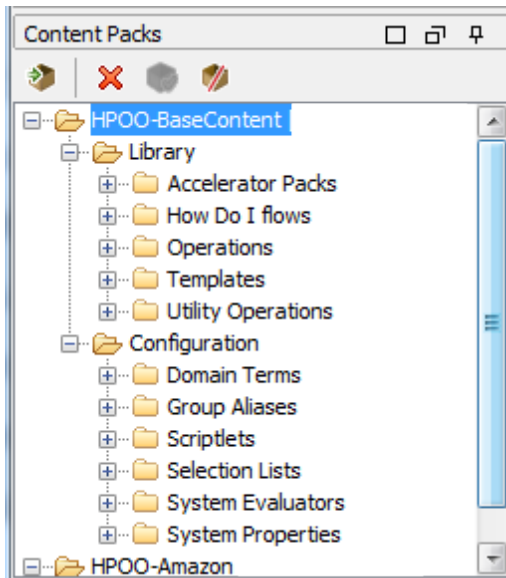 Content Packs
HPOO-BaseContent
Library
Accelerator Packs
How Do I flows
Operations
Templates
Utility Operations
Configuration
Domain Terms
Group Aliases
Scriptlets
Selection Lists
System Evaluators
System Properties
HPOO-Amazon